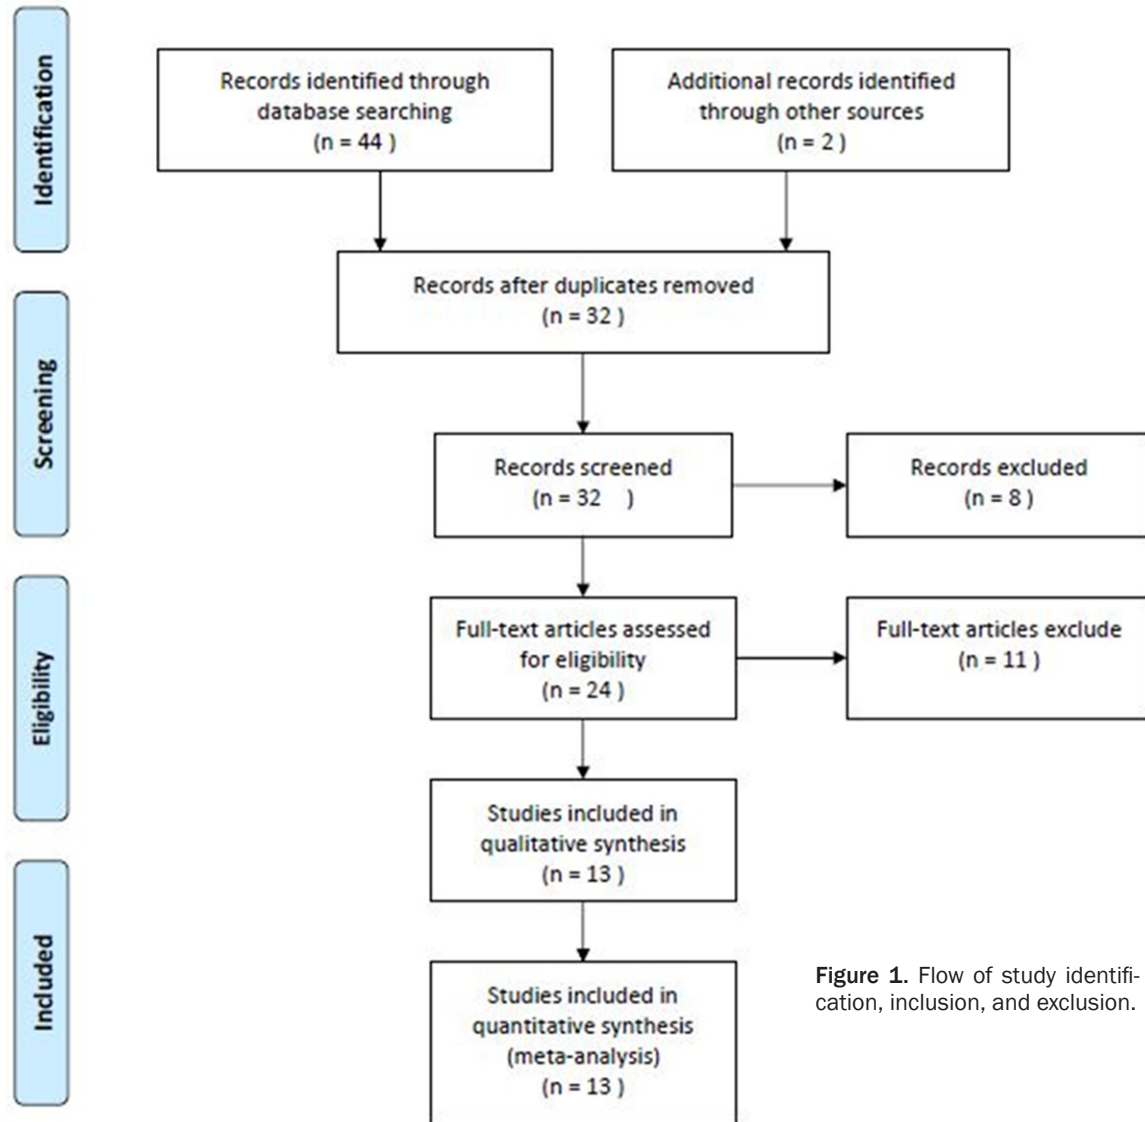 Identification
Records identified through
database searching
(n = 44 )
Additional records identified
through other sources
(n = 2 )
Records after duplicates removed
(n = 32 )
Screening
Records screened
(n = 32    )
Records excluded
(n = 8 )
Eligibility
Full-text articles assessed
for eligibility
(n = 24 )
Full-text articles exclude
(n = 11 )
Studies included in
qualitative synthesis
(n = 13 )
Included
Studies included in
quantitative synthesis
(meta-analysis)
(n = 13 )
Figure 1. Flow of study identifi-
cation, inclusion, and exclusion.